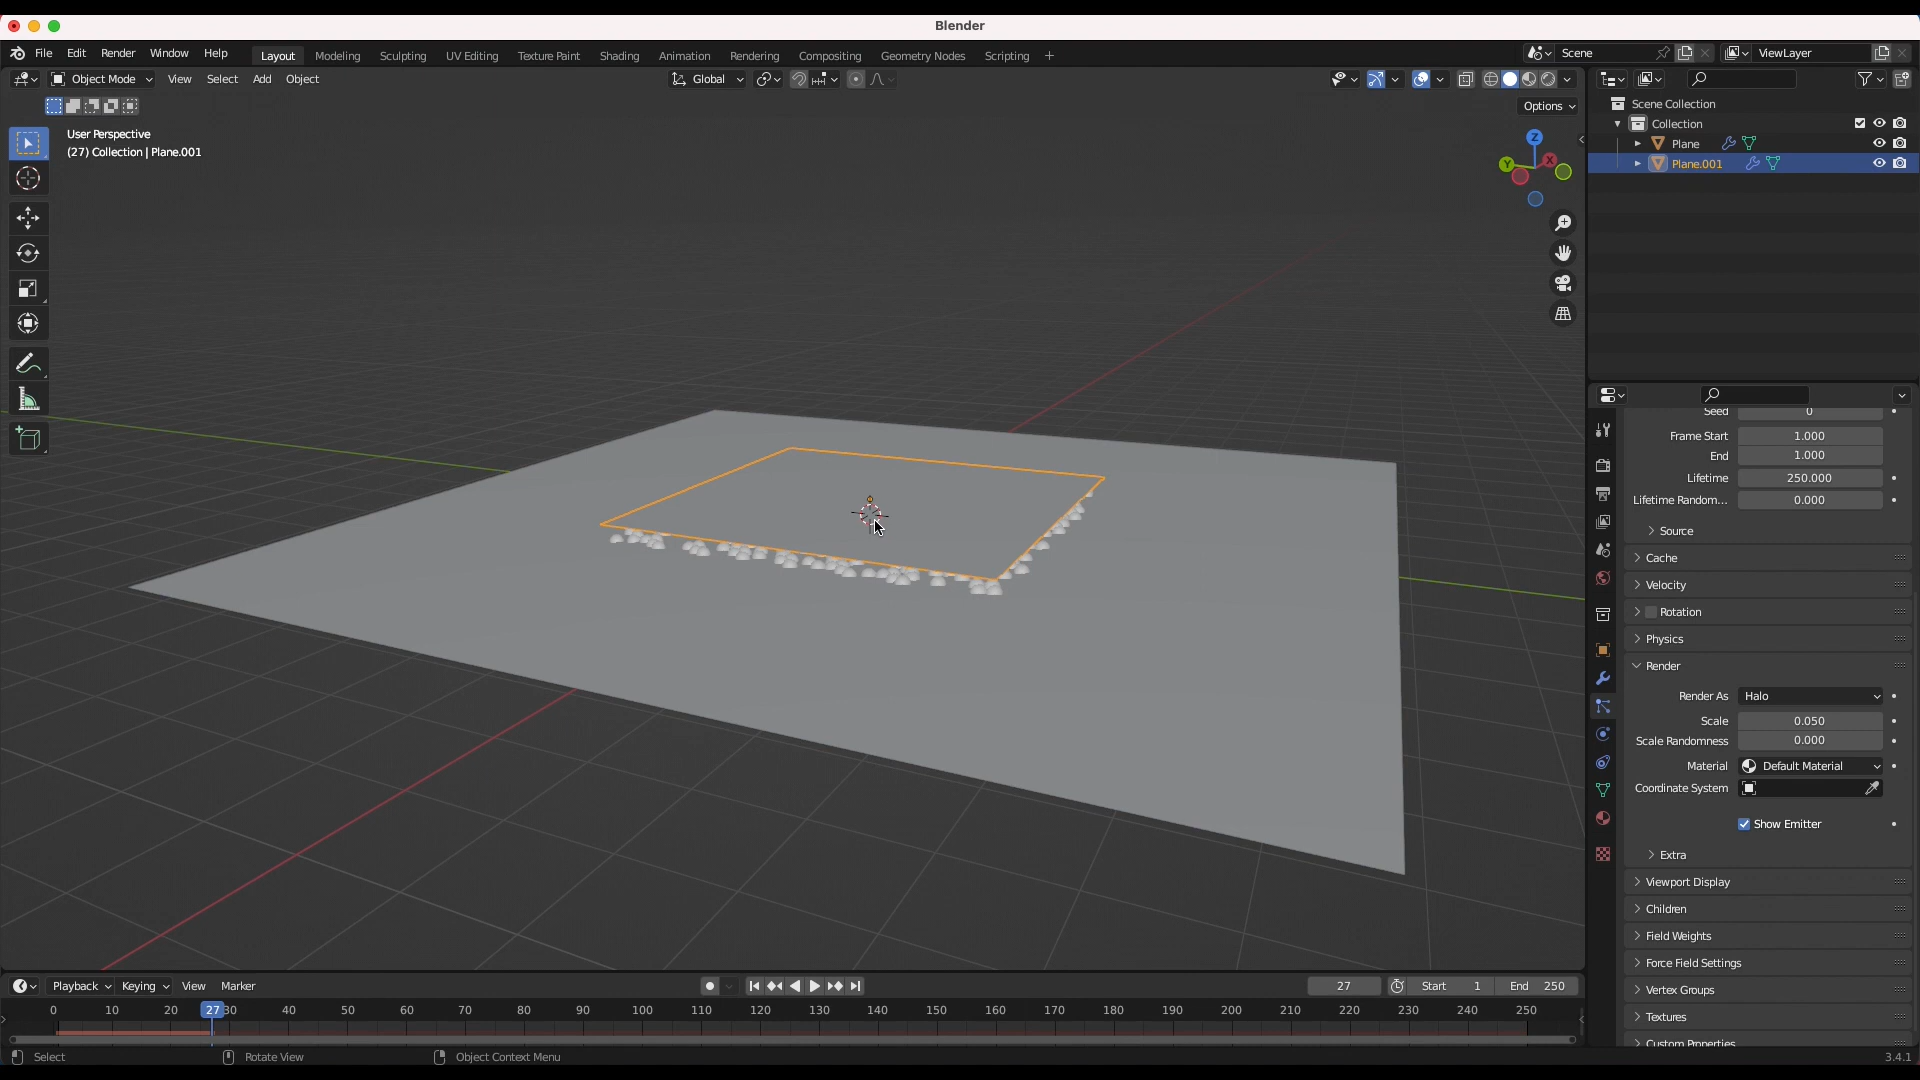 Blender
File Edit Render Window Help Layout Modeling Sculpting UV Editing Texture Paint Shading Animation Rendering Compositing Geometry Nodes Scripting + Scene ViewLayer
Object Mode View Select Add Object Global
Options
User Perspective
(27) Collection | Plane.001
Z
Y X
Scene Collection
Collection
Plane
Plane.001
Seed 0
Frame Start 1.000
End 1.000
Lifetime 250.000
Lifetime Random... 0.000
Source
Cache
Velocity
Rotation
Physics
Render
Render As Halo
Scale 0.050
Scale Randomness 0.000
Material Default Material
Coordinate System
Show Emitter
Extra
Viewport Display
Children
Field Weights
Force Field Settings
Vertex Groups
Textures
Custom Properties
Playback Keying View Marker 27 Start 1 End 250
0 10 20 27 30 40 50 60 70 80 90 100 110 120 130 140 150 160 170 180 190 200 210 220 230 240 250
Select Rotate View Object Context Menu 3.4.1